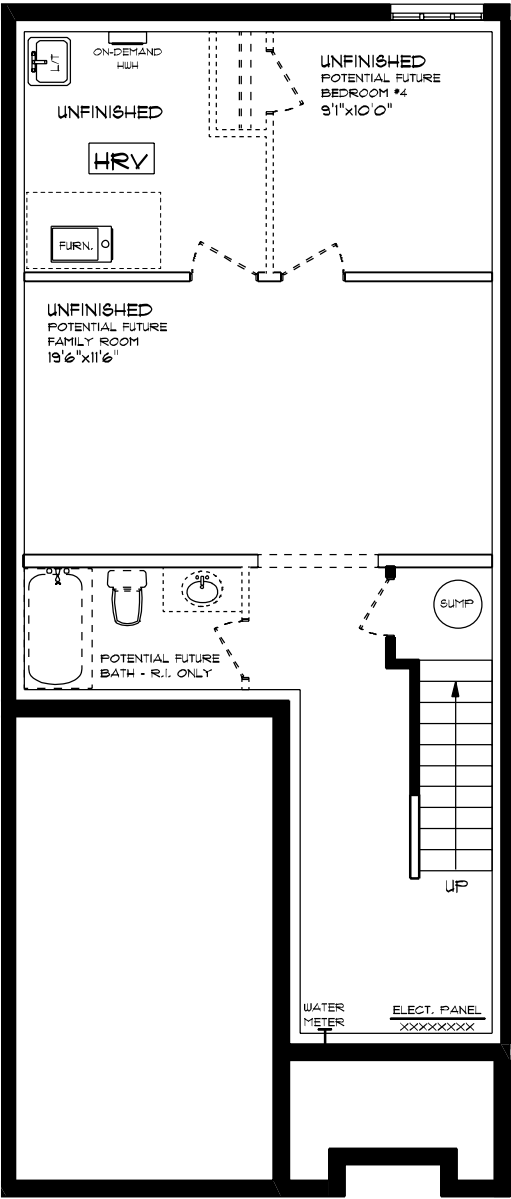 L/T
ON-DEMAND
HWH
UNFINISHED
HRV
FURN.
UNFINISHED
POTENTIAL FUTURE
BEDROOM #4
9'1"x10'0"
UNFINISHED
POTENTIAL FUTURE
FAMILY ROOM
19'6"x11'6"
SUMP
POTENTIAL FUTURE
BATH - R.I. ONLY
UP
WATER
METER
ELECT. PANEL
XXXXXXXX